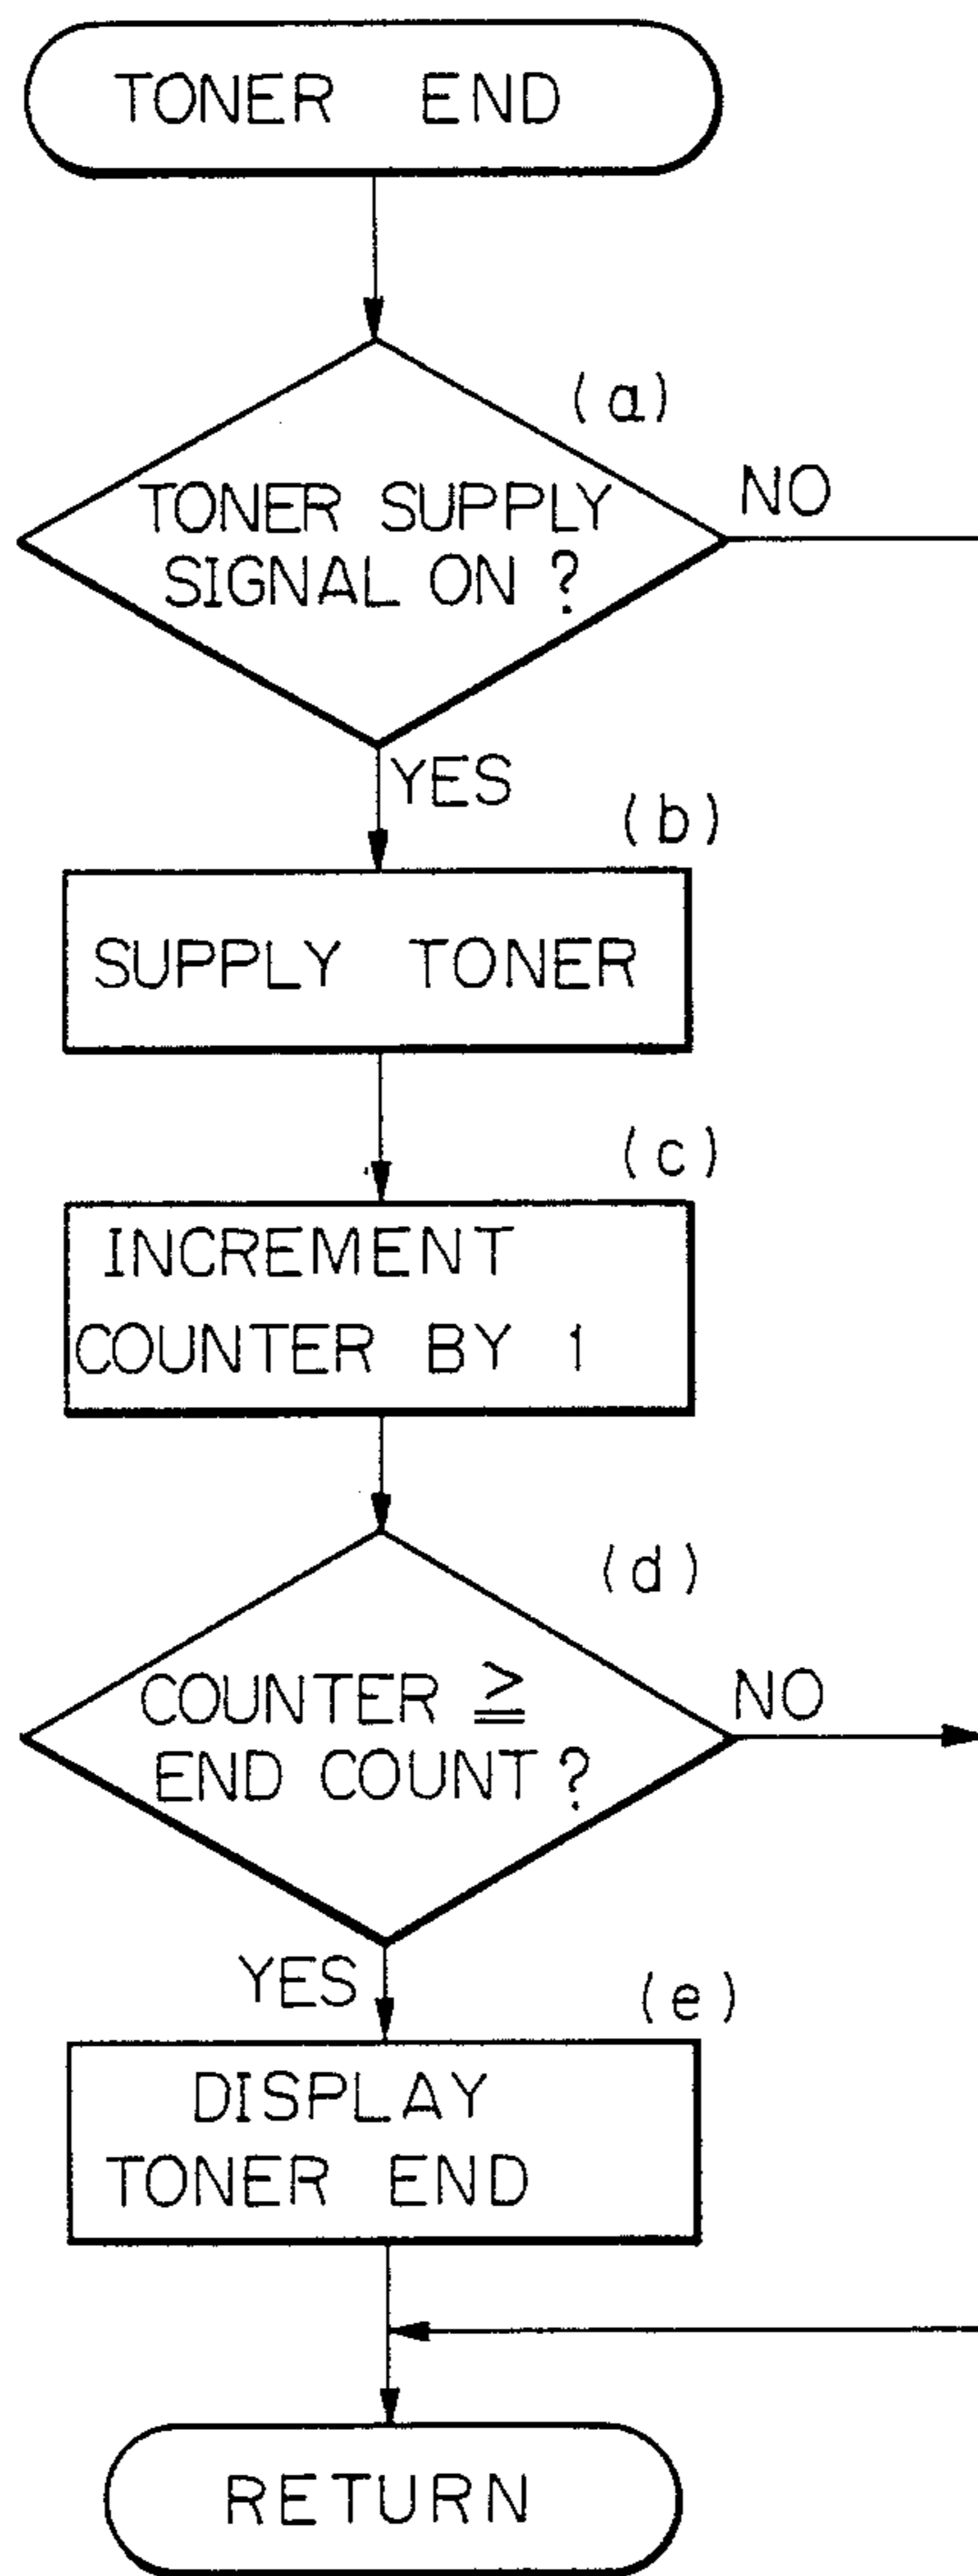 TONER END
(a)
TONER SUPPLY
SIGNAL ON ?
NO
YES
(b)
SUPPLY TONER
(c)
INCREMENT
COUNTER BY 1
(d)
COUNTER ≧
END COUNT ?
NO
YES
(e)
DISPLAY
TONER END
RETURN